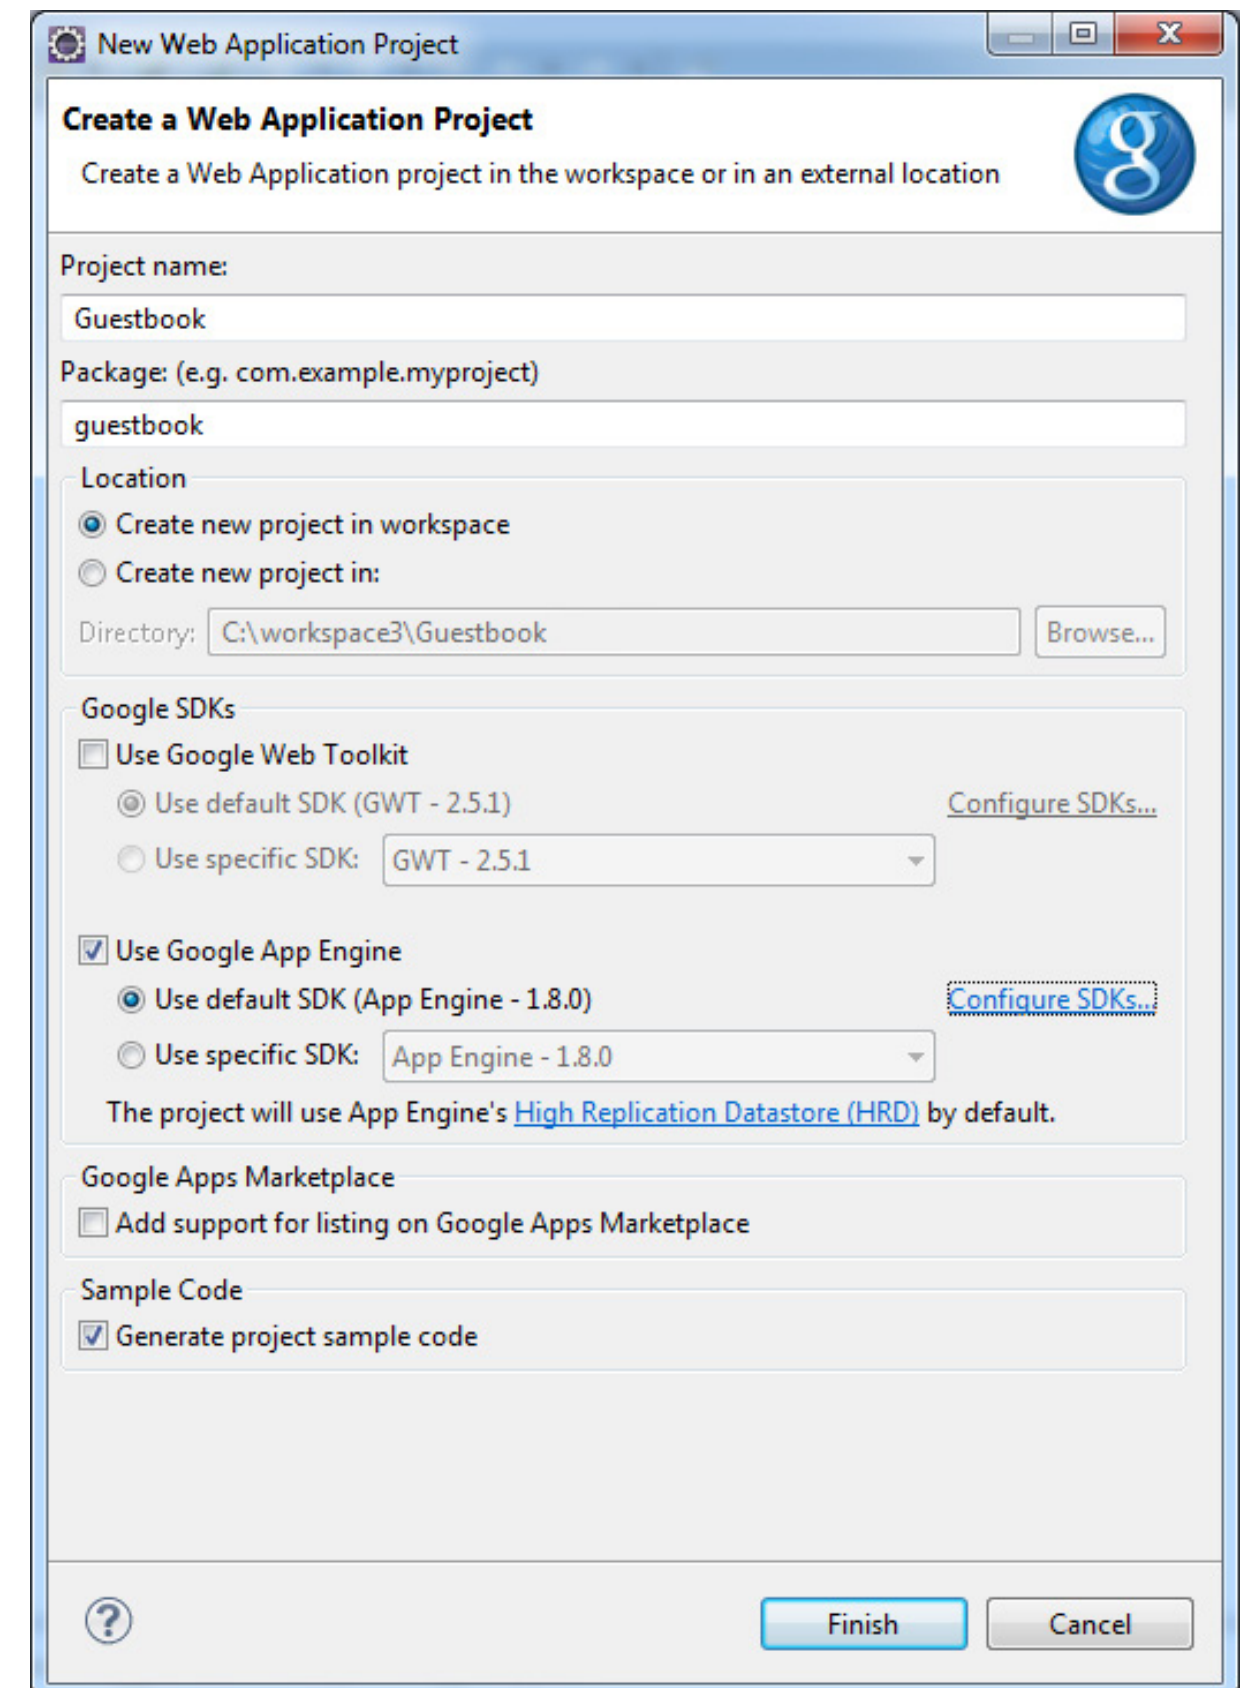 New Web Application Project
Create a Web Application Project
Create a Web Application project in the workspace or in an external location
g
Project name:
Guestbook
Package: (e.g. com.example.myproject)
guestbook
Location
Create new project in workspace
Create new project in:
Directory: C:\workspace3\Guestbook Browse...
Google SDKs
Use Google Web Toolkit
Use default SDK (GWT - 2.5.1) Configure SDKs...
Use specific SDK: GWT - 2.5.1
Use Google App Engine
Use default SDK (App Engine - 1.8.0) Configure SDKs...
Use specific SDK: App Engine - 1.8.0
The project will use App Engine's High Replication Datastore (HRD) by default.
Google Apps Marketplace
Add support for listing on Google Apps Marketplace
Sample Code
Generate project sample code
? Finish Cancel